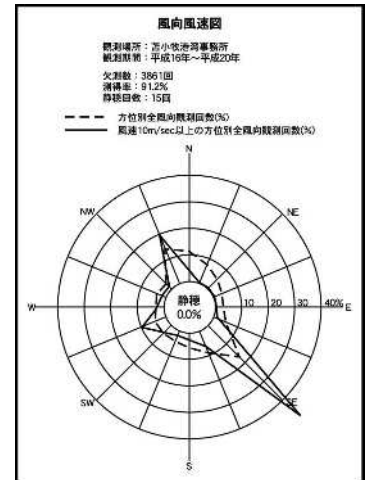 風向風速図
観測場所：苫小牧港湾事務所
観測期間：平成16年～平成20年
欠測数：3861回
測得率：91.2%
静穏回数：15回
方位別全風向観測回数(%)
風速10m/sec以上の方位別全風向観測回数(%)
N
NW
NE
W
静穏
0.0%
10 20 30 40% E
SW
SE
S